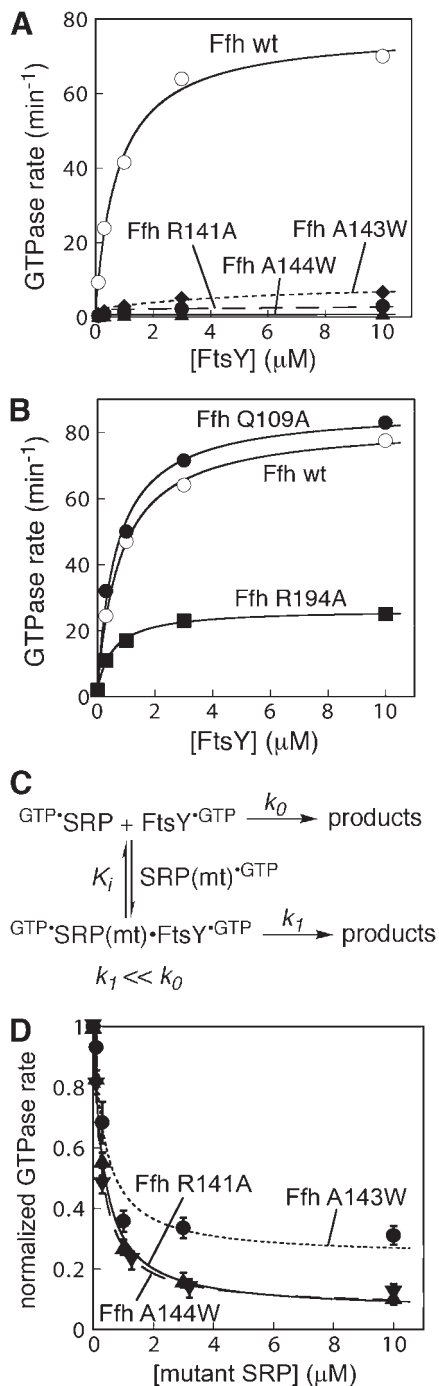 A
GTPase rate (min⁻¹)
80
60
40
20
0
Ffh wt
Ffh R141A
Ffh A143W
Ffh A144W
0 2 4 6 8 10
[FtsY] (μM)
B
GTPase rate (min⁻¹)
80
60
40
20
0
Ffh Q109A
Ffh wt
Ffh R194A
0 2 4 6 8 10
[FtsY] (μM)
C
GTP•SRP + FtsY•GTP k0 products
Ki SRP(mt)•GTP
GTP•SRP(mt)•FtsY•GTP k1 products
k1 << k0
D
normalized GTPase rate
1
0.8
0.6
0.4
0.2
0
Ffh R141A
Ffh A143W
Ffh A144W
0 2 4 6 8 10
[mutant SRP] (μM)